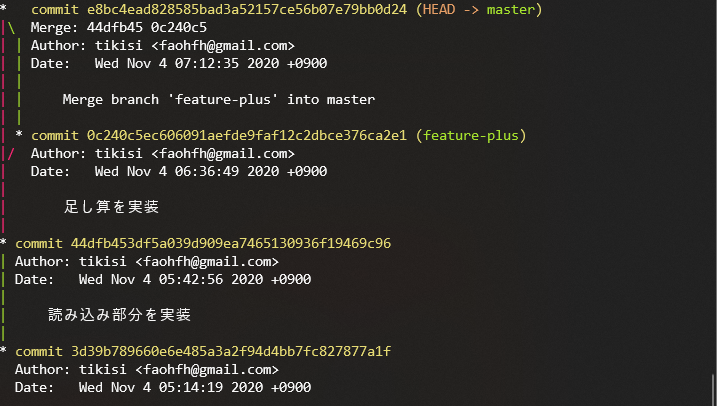 *   commit e8bc4ead828585bad3a52157ce56b07e79bb0d24 (HEAD -> master)
|\  Merge: 44dfb45 0c240c5
| | Author: tikisi <faohfh@gmail.com>
| | Date:   Wed Nov 4 07:12:35 2020 +0900
| |
| |     Merge branch 'feature-plus' into master
| |
| * commit 0c240c5ec606091aefde9faf12c2dbce376ca2e1 (feature-plus)
|/  Author: tikisi <faohfh@gmail.com>
|   Date:   Wed Nov 4 06:36:49 2020 +0900
|
|       足し算を実装
|
* commit 44dfb453df5a039d909ea7465130936f19469c96
| Author: tikisi <faohfh@gmail.com>
| Date:   Wed Nov 4 05:42:56 2020 +0900
|
|     読み込み部分を実装
|
* commit 3d39b789660e6e485a3a2f94d4bb7fc827877a1f
  Author: tikisi <faohfh@gmail.com>
  Date:   Wed Nov 4 05:14:19 2020 +0900